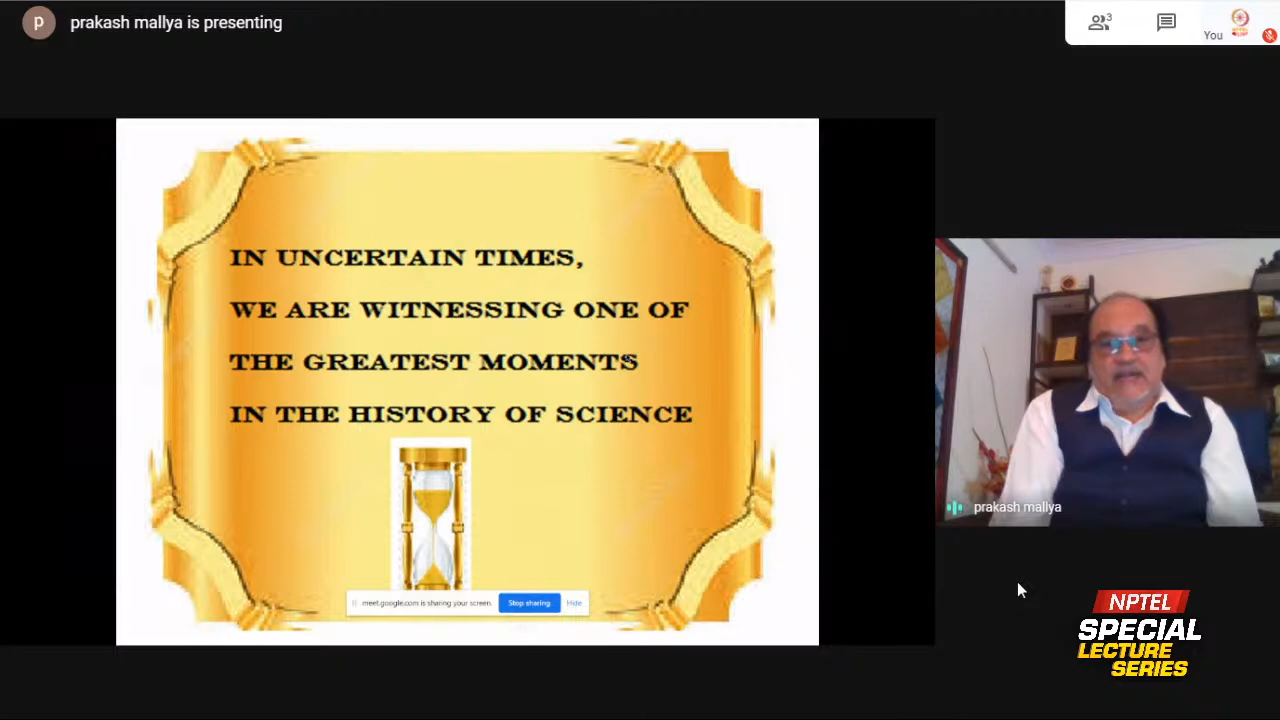 p
prakash mallya is presenting
3
You
IN UNCERTAIN TIMES,
WE ARE WITNESSING ONE OF
THE GREATEST MOMENTS
IN THE HISTORY OF SCIENCE
meet.google.com is sharing your screen.
Stop sharing
Hide
prakash mallya
NPTEL
SPECIAL
LECTURE
SERIES